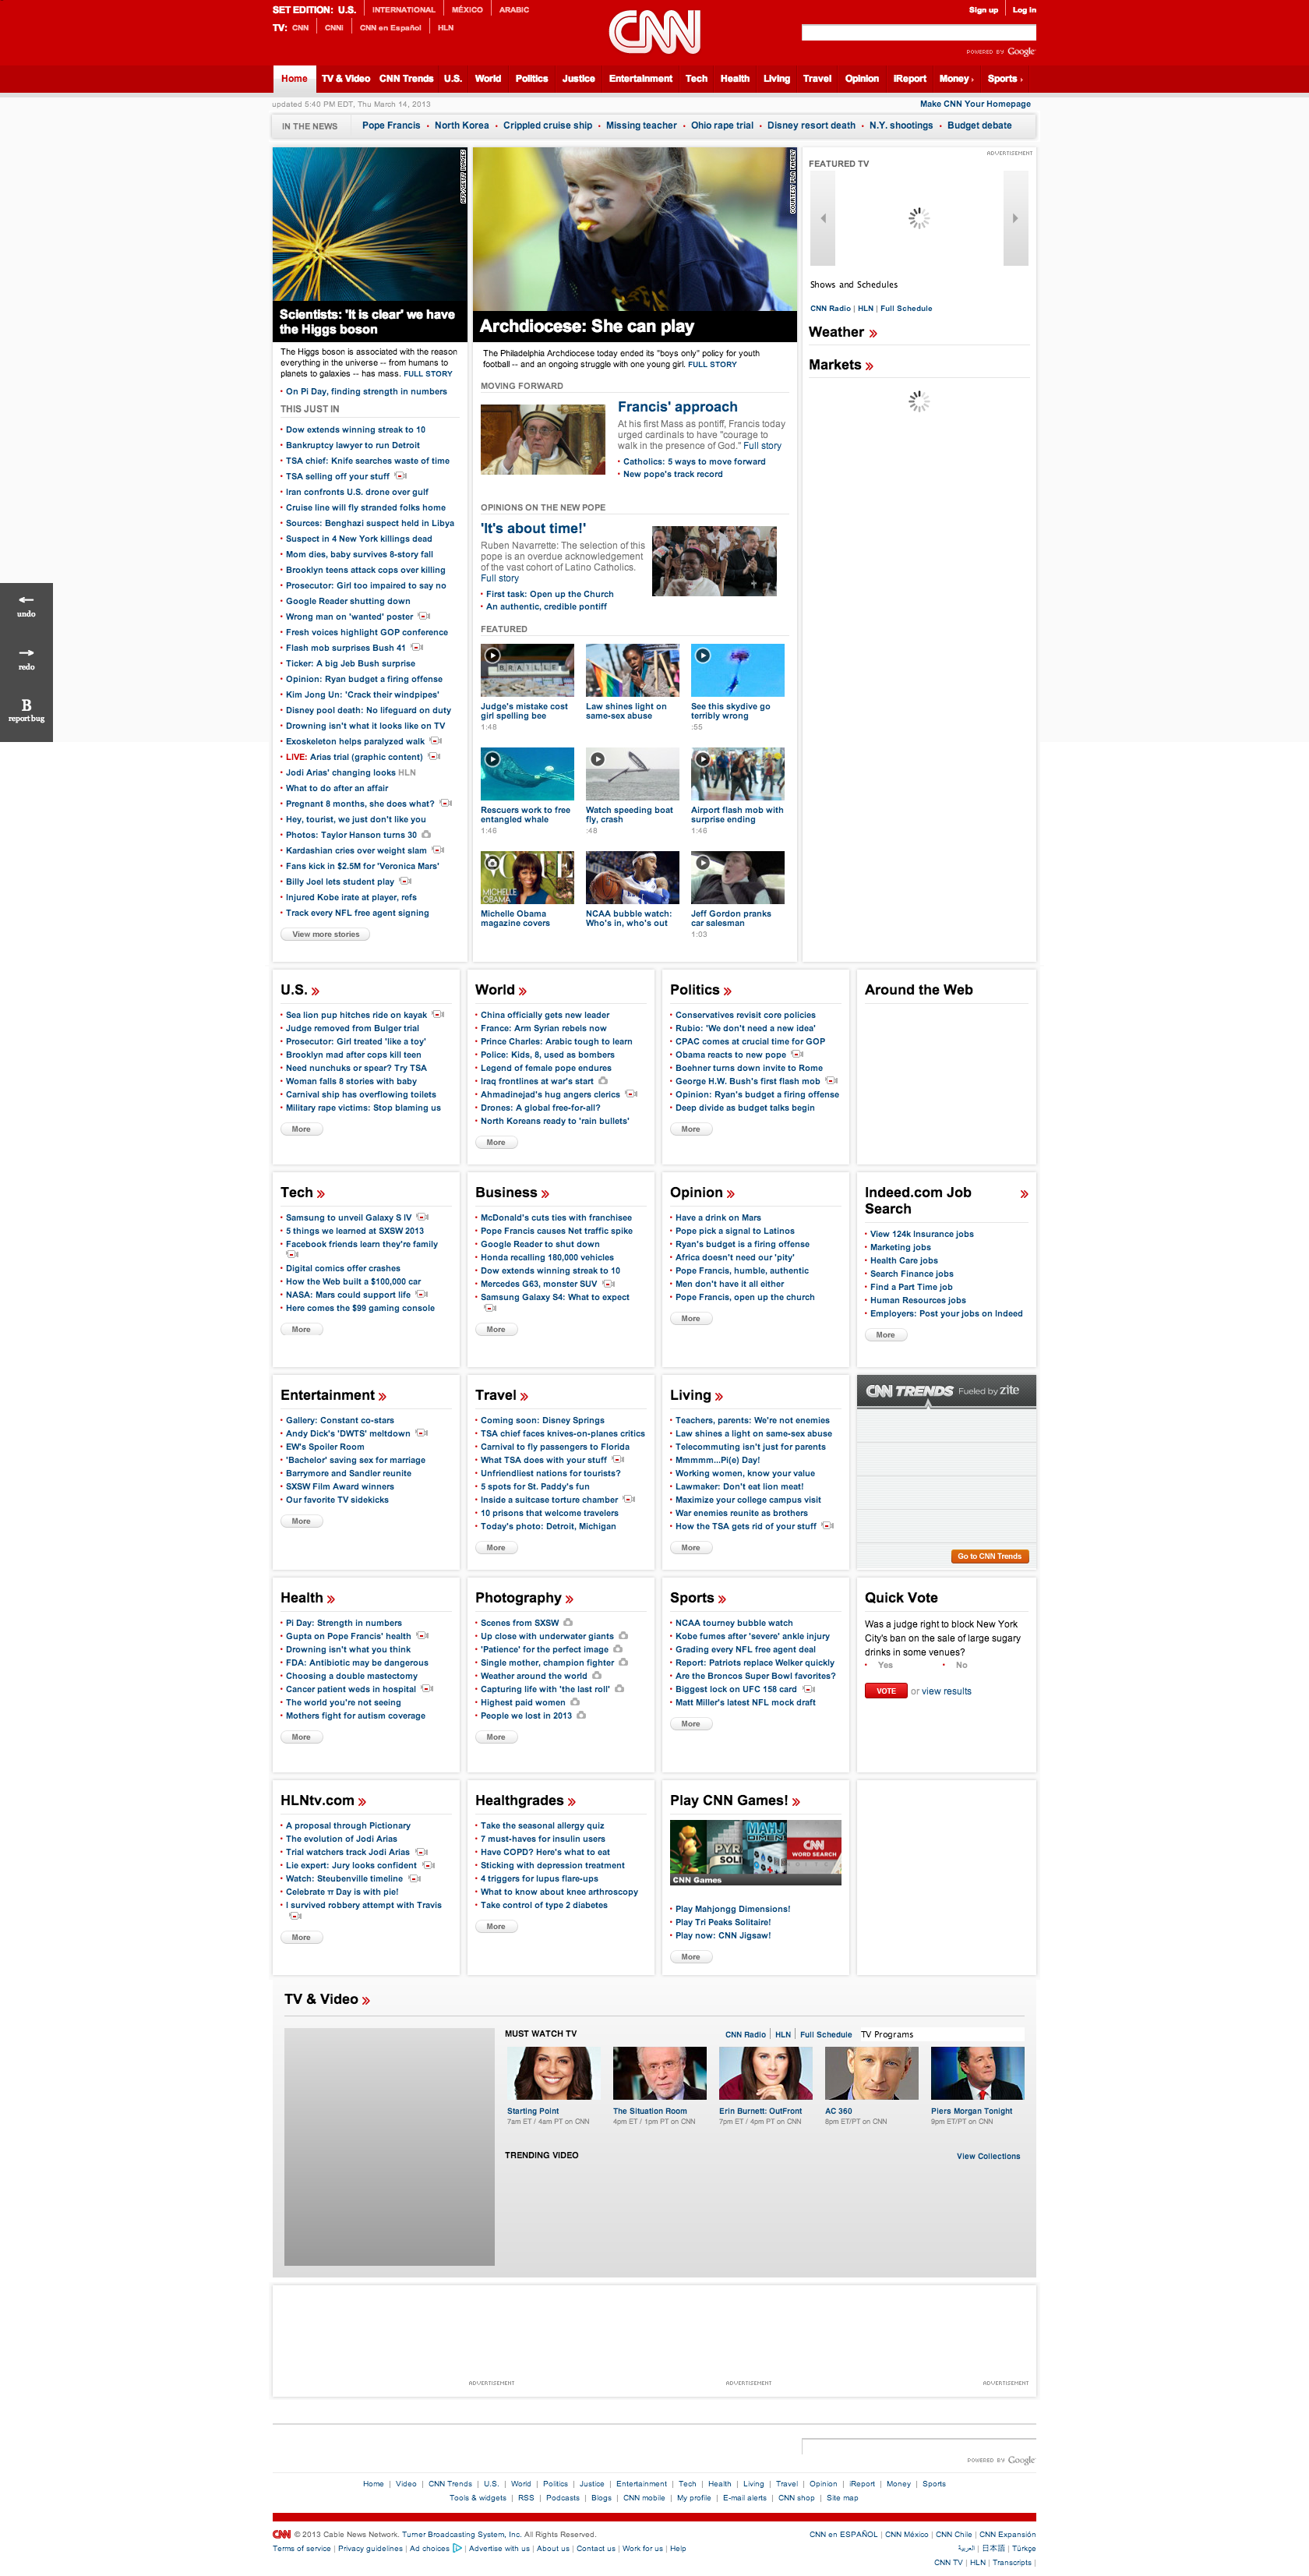 SET EDITION: U.S. INTERNATIONAL MÉXICO ARABIC
TV: CNN CNNi CNN en Español HLN
CNN
Sign up Log in
POWERED BY Google
Home TV & Video CNN Trends U.S. World Politics Justice Entertainment Tech Health Living Travel Opinion iReport Money Sports
updated 5:40 PM EDT, Thu March 14, 2013
Make CNN Your Homepage
IN THE NEWS Pope Francis • North Korea • Crippled cruise ship • Missing teacher • Ohio rape trial • Disney resort death • N.Y. shootings • Budget debate
undo
redo
B
report bug
AFP/GETTY IMAGES
Scientists: 'It is clear' we have
the Higgs boson
The Higgs boson is associated with the reason
everything in the universe -- from humans to
planets to galaxies -- has mass. FULL STORY
• On Pi Day, finding strength in numbers
THIS JUST IN
• Dow extends winning streak to 10
• Bankruptcy lawyer to run Detroit
• TSA chief: Knife searches waste of time
• TSA selling off your stuff
• Iran confronts U.S. drone over gulf
• Cruise line will fly stranded folks home
• Sources: Benghazi suspect held in Libya
• Suspect in 4 New York killings dead
• Mom dies, baby survives 8-story fall
• Brooklyn teens attack cops over killing
• Prosecutor: Girl too impaired to say no
• Google Reader shutting down
• Wrong man on 'wanted' poster
• Fresh voices highlight GOP conference
• Flash mob surprises Bush 41
• Ticker: A big Jeb Bush surprise
• Opinion: Ryan budget a firing offense
• Kim Jong Un: 'Crack their windpipes'
• Disney pool death: No lifeguard on duty
• Drowning isn't what it looks like on TV
• Exoskeleton helps paralyzed walk
• LIVE: Arias trial (graphic content)
• Jodi Arias' changing looks HLN
• What to do after an affair
• Pregnant 8 months, she does what?
• Hey, tourist, we just don't like you
• Photos: Taylor Hanson turns 30
• Kardashian cries over weight slam
• Fans kick in $2.5M for 'Veronica Mars'
• Billy Joel lets student play
• Injured Kobe irate at player, refs
• Track every NFL free agent signing
View more stories
Archdiocese: She can play
The Philadelphia Archdiocese today ended its "boys only" policy for youth
football -- and an ongoing struggle with one young girl. FULL STORY
MOVING FORWARD
Francis' approach
At his first Mass as pontiff, Francis today
urged cardinals to have "courage to
walk in the presence of God." Full story
• Catholics: 5 ways to move forward
• New pope's track record
OPINIONS ON THE NEW POPE
'It's about time!'
Ruben Navarrette: The selection of this
pope is an overdue acknowledgement
of the vast cohort of Latino Catholics.
Full story
• First task: Open up the Church
• An authentic, credible pontiff
FEATURED
BRAILLE
Judge's mistake cost
girl spelling bee
1:48
Law shines light on
same-sex abuse
See this skydive go
terribly wrong
:55
Rescuers work to free
entangled whale
1:46
Watch speeding boat
fly, crash
:48
Airport flash mob with
surprise ending
1:46
MICHELLE
OBAMA
Michelle Obama
magazine covers
NCAA bubble watch:
Who's in, who's out
Jeff Gordon pranks
car salesman
1:03
ADVERTISEMENT
FEATURED TV
Shows and Schedules
CNN Radio | HLN | Full Schedule
Weather
Markets
U.S.
• Sea lion pup hitches ride on kayak
• Judge removed from Bulger trial
• Prosecutor: Girl treated 'like a toy'
• Brooklyn mad after cops kill teen
• Need nunchuks or spear? Try TSA
• Woman falls 8 stories with baby
• Carnival ship has overflowing toilets
• Military rape victims: Stop blaming us
More
World
• China officially gets new leader
• France: Arm Syrian rebels now
• Prince Charles: Arabic tough to learn
• Police: Kids, 8, used as bombers
• Legend of female pope endures
• Iraq frontlines at war's start
• Ahmadinejad's hug angers clerics
• Drones: A global free-for-all?
• North Koreans ready to 'rain bullets'
More
Politics
• Conservatives revisit core policies
• Rubio: 'We don't need a new idea'
• CPAC comes at crucial time for GOP
• Obama reacts to new pope
• Boehner turns down invite to Rome
• George H.W. Bush's first flash mob
• Opinion: Ryan's budget a firing offense
• Deep divide as budget talks begin
More
Around the Web
Tech
• Samsung to unveil Galaxy S IV
• 5 things we learned at SXSW 2013
• Facebook friends learn they're family
• Digital comics offer crashes
• How the Web built a $100,000 car
• NASA: Mars could support life
• Here comes the $99 gaming console
More
Business
• McDonald's cuts ties with franchisee
• Pope Francis causes Net traffic spike
• Google Reader to shut down
• Honda recalling 180,000 vehicles
• Dow extends winning streak to 10
• Mercedes G63, monster SUV
• Samsung Galaxy S4: What to expect
More
Opinion
• Have a drink on Mars
• Pope pick a signal to Latinos
• Ryan's budget is a firing offense
• Africa doesn't need our 'pity'
• Pope Francis, humble, authentic
• Men don't have it all either
• Pope Francis, open up the church
More
Indeed.com Job
Search
• View 124k Insurance jobs
• Marketing jobs
• Health Care jobs
• Search Finance jobs
• Find a Part Time job
• Human Resources jobs
• Employers: Post your jobs on Indeed
More
Entertainment
• Gallery: Constant co-stars
• Andy Dick's 'DWTS' meltdown
• EW's Spoiler Room
• 'Bachelor' saving sex for marriage
• Barrymore and Sandler reunite
• SXSW Film Award winners
• Our favorite TV sidekicks
More
Travel
• Coming soon: Disney Springs
• TSA chief faces knives-on-planes critics
• Carnival to fly passengers to Florida
• What TSA does with your stuff
• Unfriendliest nations for tourists?
• 5 spots for St. Paddy's fun
• Inside a suitcase torture chamber
• 10 prisons that welcome travelers
• Today's photo: Detroit, Michigan
More
Living
• Teachers, parents: We're not enemies
• Law shines a light on same-sex abuse
• Telecommuting isn't just for parents
• Mmmmm...Pi(e) Day!
• Working women, know your value
• Lawmaker: Don't eat lion meat!
• Maximize your college campus visit
• War enemies reunite as brothers
• How the TSA gets rid of your stuff
More
CNN TRENDS Fueled by zite
Go to CNN Trends
Health
• Pi Day: Strength in numbers
• Gupta on Pope Francis' health
• Drowning isn't what you think
• FDA: Antibiotic may be dangerous
• Choosing a double mastectomy
• Cancer patient weds in hospital
• The world you're not seeing
• Mothers fight for autism coverage
More
Photography
• Scenes from SXSW
• Up close with underwater giants
• 'Patience' for the perfect image
• Single mother, champion fighter
• Weather around the world
• Capturing life with 'the last roll'
• Highest paid women
• People we lost in 2013
More
Sports
• NCAA tourney bubble watch
• Kobe fumes after 'severe' ankle injury
• Grading every NFL free agent deal
• Report: Patriots replace Welker quickly
• Are the Broncos Super Bowl favorites?
• Biggest lock on UFC 158 card
• Matt Miller's latest NFL mock draft
More
Quick Vote
Was a judge right to block New York
City's ban on the sale of large sugary
drinks in some venues?
• Yes • No
VOTE or view results
HLNtv.com
• A proposal through Pictionary
• The evolution of Jodi Arias
• Trial watchers track Jodi Arias
• Lie expert: Jury looks confident
• Watch: Steubenville timeline
• Celebrate π Day is with pie!
• I survived robbery attempt with Travis
More
Healthgrades
• Take the seasonal allergy quiz
• 7 must-haves for insulin users
• Have COPD? Here's what to eat
• Sticking with depression treatment
• 4 triggers for lupus flare-ups
• What to know about knee arthroscopy
• Take control of type 2 diabetes
More
Play CNN Games!
CNN
WORD SEARCH
CNN Games
• Play Mahjongg Dimensions!
• Play Tri Peaks Solitaire!
• Play now: CNN Jigsaw!
More
TV & Video
MUST WATCH TV
CNN Radio | HLN | Full Schedule TV Programs
Starting Point
7am ET / 4am PT on CNN
The Situation Room
4pm ET / 1pm PT on CNN
Erin Burnett: OutFront
7pm ET / 4pm PT on CNN
AC 360
8pm ET/PT on CNN
Piers Morgan Tonight
9pm ET/PT on CNN
TRENDING VIDEO
View Collections
ADVERTISEMENT ADVERTISEMENT ADVERTISEMENT
POWERED BY Google
Home | Video | CNN Trends | U.S. | World | Politics | Justice | Entertainment | Tech | Health | Living | Travel | Opinion | iReport | Money | Sports
Tools & widgets | RSS | Podcasts | Blogs | CNN mobile | My profile | E-mail alerts | CNN shop | Site map
CNN © 2013 Cable News Network. Turner Broadcasting System, Inc. All Rights Reserved.
Terms of service | Privacy guidelines | Ad choices | Advertise with us | About us | Contact us | Work for us | Help
CNN en ESPAÑOL | CNN México | CNN Chile | CNN Expansión
العربية | 日本語 | Türkçe
CNN TV | HLN | Transcripts |